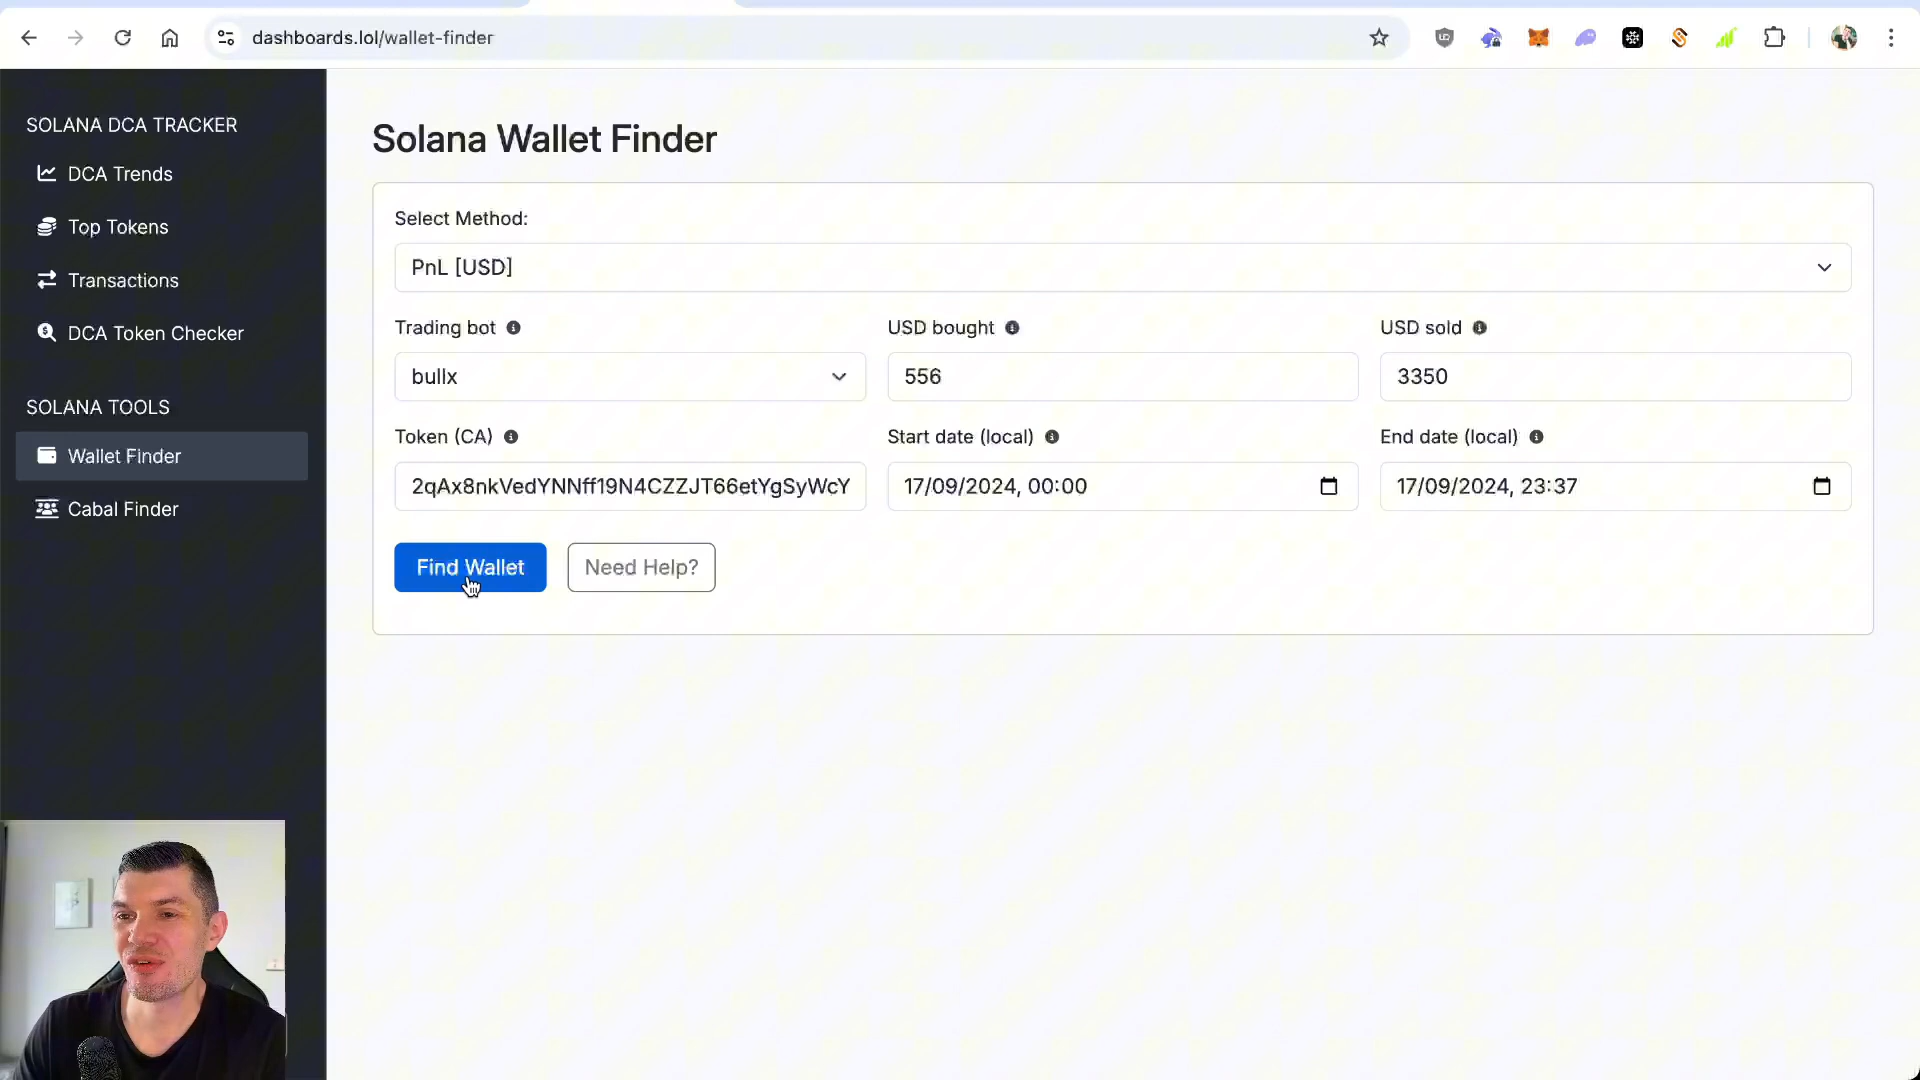 dashboards.lol/wallet-finder
SOLANA DCA TRACKER
DCA Trends
Top Tokens
Transactions
DCA Token Checker
SOLANA TOOLS
Wallet Finder
Cabal Finder
Solana Wallet Finder
Select Method:
PnL [USD]
Trading bot
USD bought
USD sold
bullx
556
3350
Token (CA)
Start date (local)
End date (local)
2qAx8nkVedYNNff19N4CZZJT66etYgSyWcY
17/09/2024, 00:00
17/09/2024, 23:37
Find Wallet
Need Help?